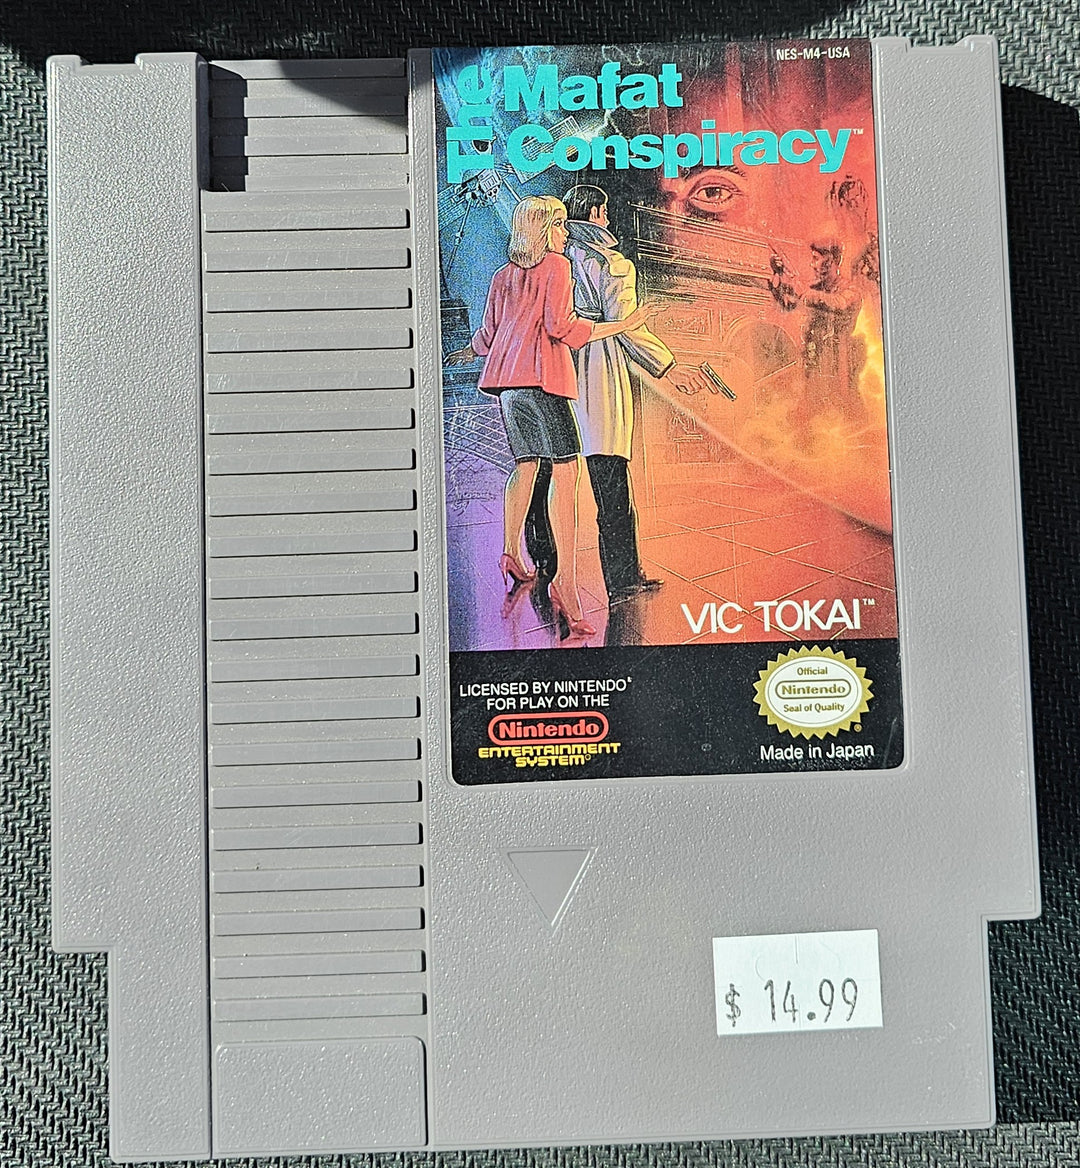 NES-M4-USA
The Mafat
Conspiracy™
VIC TOKAI™
LICENSED BY NINTENDO®
FOR PLAY ON THE
Nintendo
ENTERTAINMENT
SYSTEM®
Official
Nintendo
Seal of Quality
®
Made in Japan
$ 14.99